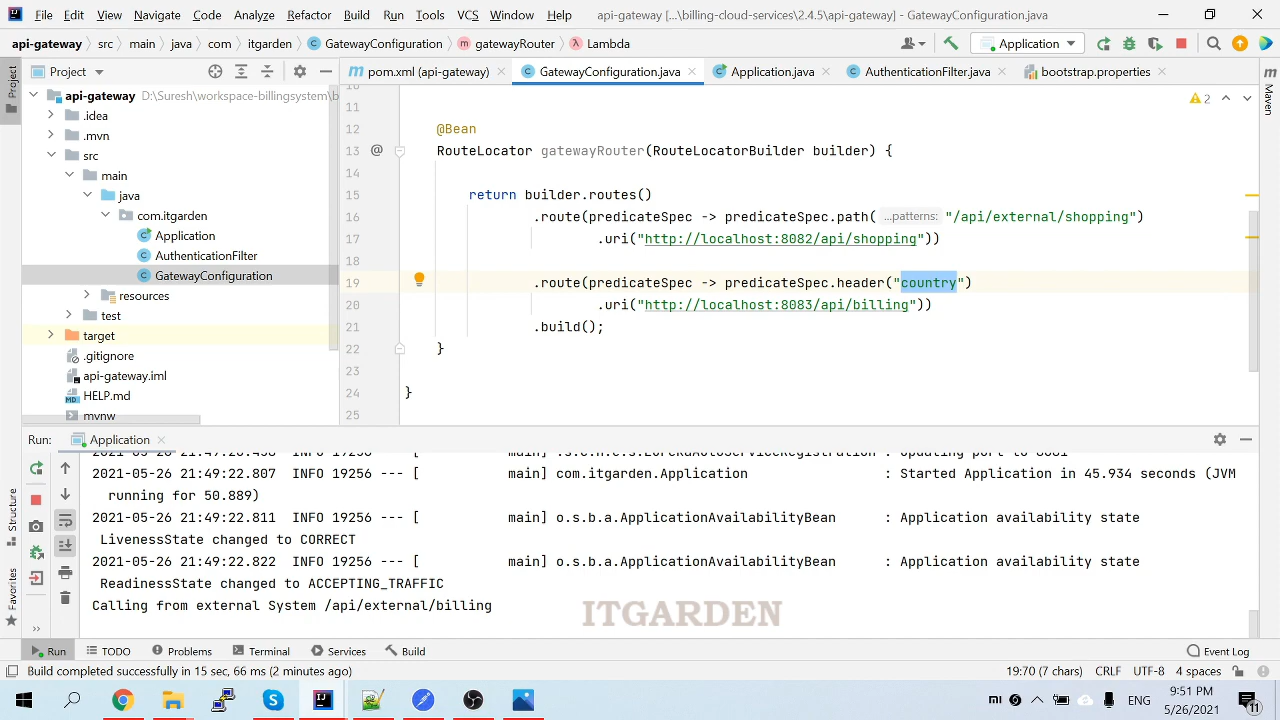 File Edit View Navigate Code Analyze Refactor Build Run Tools VCS Window Help api-gateway [...\billing-cloud-services\2.4.5\api-gateway] - GatewayConfiguration.java
api-gateway src main java com itgarden GatewayConfiguration gatewayRouter Lambda Application
Project pom.xml (api-gateway) GatewayConfiguration.java Application.java AuthenticationFilter.java bootstrap.properties
Project
Maven
api-gateway D:\Suresh\workspace-billingsystem\b
.idea
.mvn
src
main
java
com.itgarden
Application
AuthenticationFilter
GatewayConfiguration
resources
test
target
.gitignore
api-gateway.iml
HELP.md
mvnw
2
10
11
12 @Bean
13 @ RouteLocator gatewayRouter(RouteLocatorBuilder builder) {
14
15 return builder.routes()
16 .route(predicateSpec -> predicateSpec.path( ...patterns: "/api/external/shopping")
17 .uri("http://localhost:8082/api/shopping"))
18
19 .route(predicateSpec -> predicateSpec.header("country")
20 .uri("http://localhost:8083/api/billing"))
21 .build();
22 }
23
24 }
25
Run: Application
2021-05-26 21:49:22.807 INFO 19256 --- [ main] com.itgarden.Application : Started Application in 45.934 seconds (JVM
running for 50.889)
2021-05-26 21:49:22.811 INFO 19256 --- [ main] o.s.b.a.ApplicationAvailabilityBean : Application availability state
LivenessState changed to CORRECT
2021-05-26 21:49:22.822 INFO 19256 --- [ main] o.s.b.a.ApplicationAvailabilityBean : Application availability state
ReadinessState changed to ACCEPTING_TRAFFIC
Calling from external System /api/external/billing
ITGARDEN
Structure
Favorites
Run TODO Problems Terminal Services Build Event Log
Build completed successfully in 15 sec, 66 ms (2 minutes ago) 19:70 (7 chars) CRLF UTF-8 4 spaces
ENG 9:51 PM
5/26/2021 11